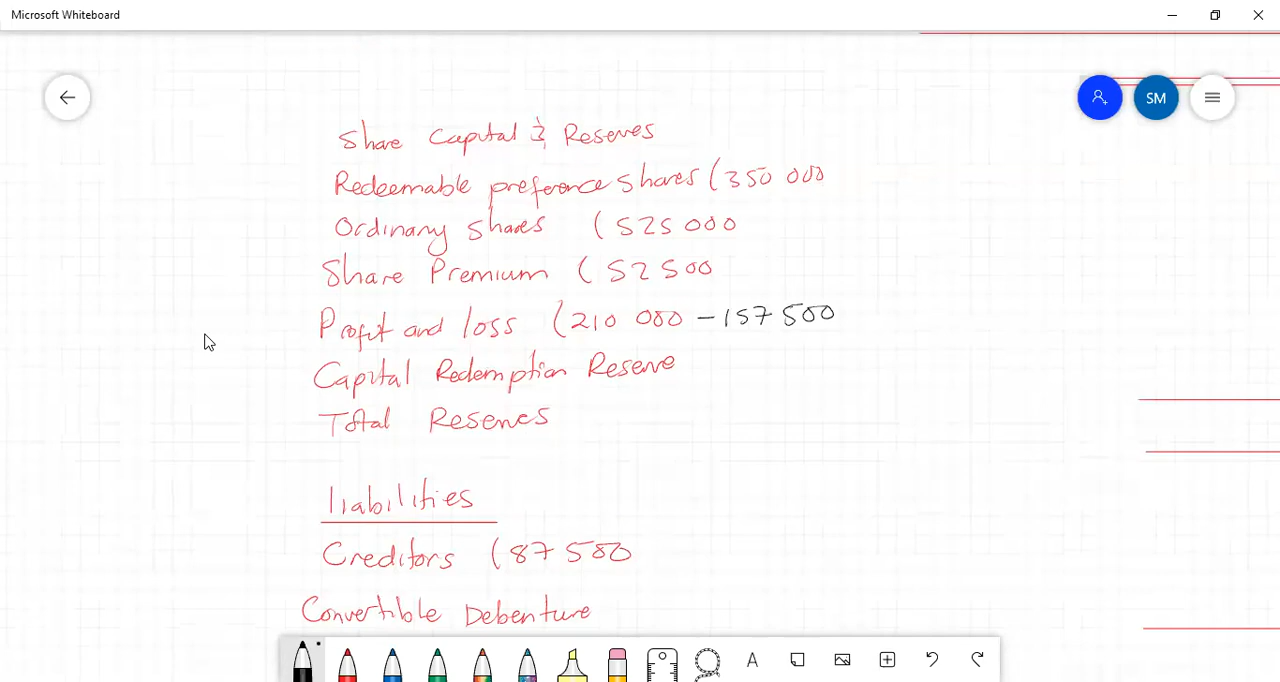 Microsoft Whiteboard
SM
Share Capital & Reserves
Redeemable preference shares (350 000
Ordinary shares (525 000
Share Premium (52 500
Profit and loss (210 000 - 157 500
Capital Redemption Reserve
Total Reserves
liabilities
Creditors (87 500
Convertible Debenture
A